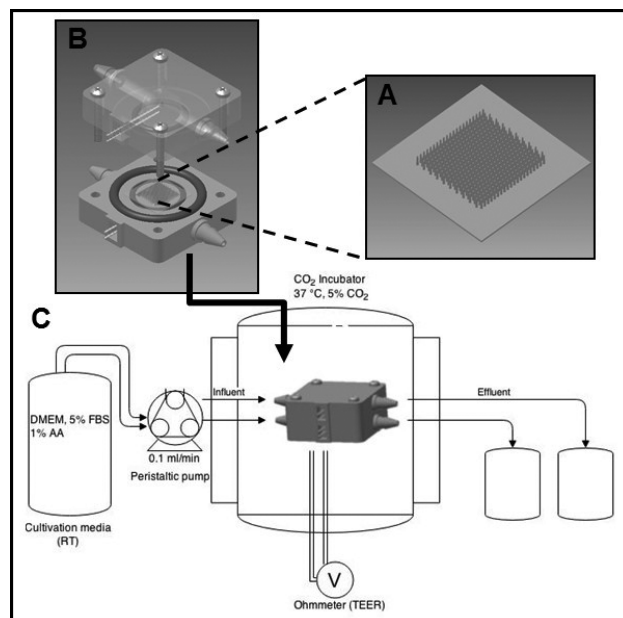 B
A
C
CO2 Incubator
37 °C, 5% CO2
DMEM, 5% FBS
1% AA
Influent
Effluent
0.1 ml/min
Peristaltic pump
Cultivation media
(RT)
V
Ohmmeter (TEER)